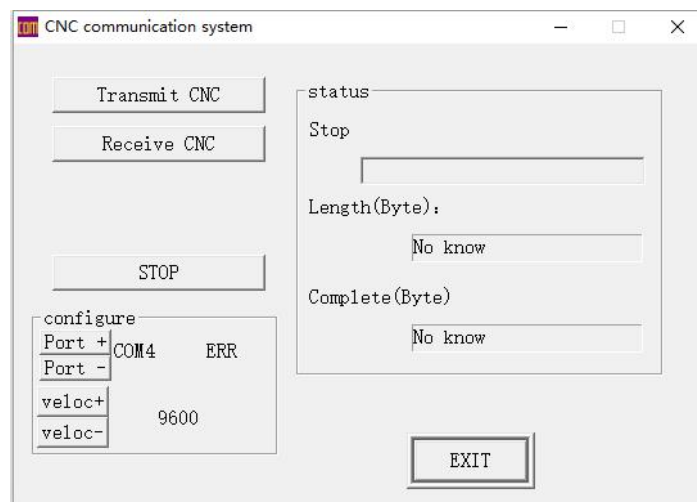 com CNC communication system
Transmit CNC
Receive CNC
STOP
configure
Port +
Port -
COM4 ERR
veloc+
veloc-
9600
status
Stop
Length(Byte):
No know
Complete(Byte)
No know
EXIT